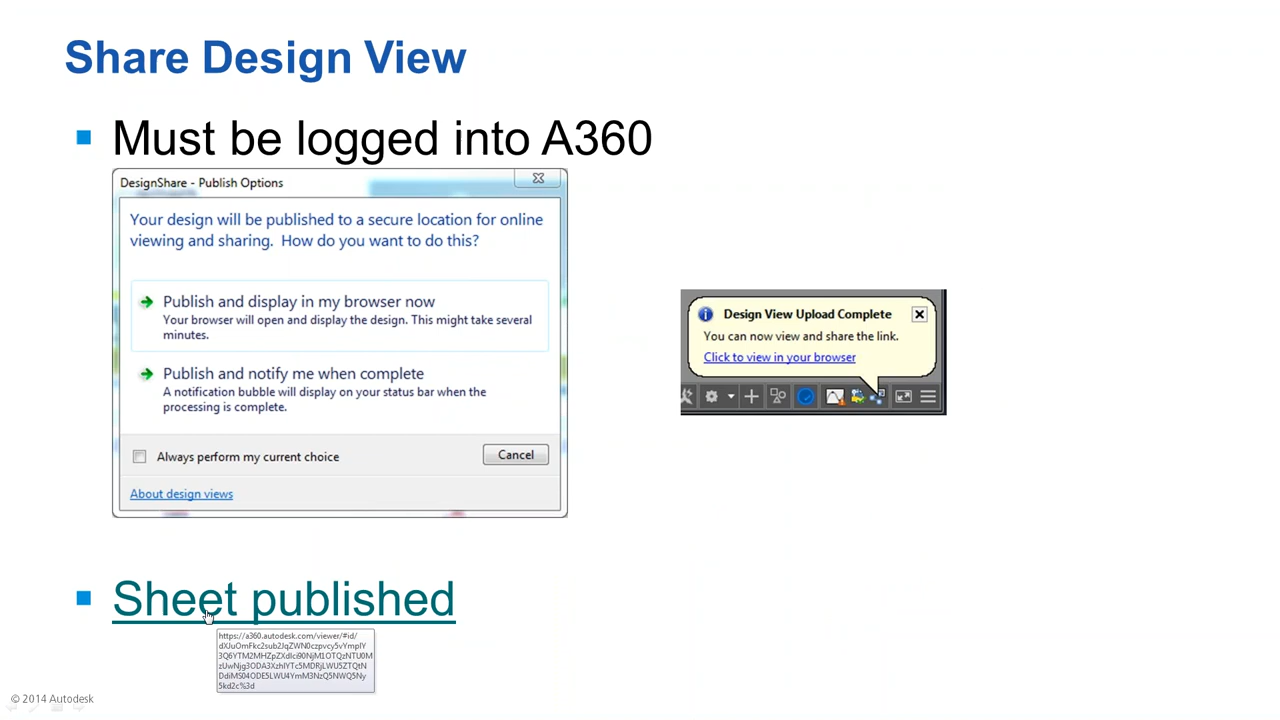 Share Design View
Must be logged into A360
DesignShare - Publish Options
Your design will be published to a secure location for online
viewing and sharing. How do you want to do this?
Publish and display in my browser now
Your browser will open and display the design. This might take several
minutes.
Publish and notify me when complete
A notification bubble will display on your status bar when the
processing is complete.
Always perform my current choice
Cancel
About design views
Design View Upload Complete
You can now view and share the link.
Click to view in your browser
Sheet published
https://a360.autodesk.com/viewer/#id/
© 2014 Autodesk